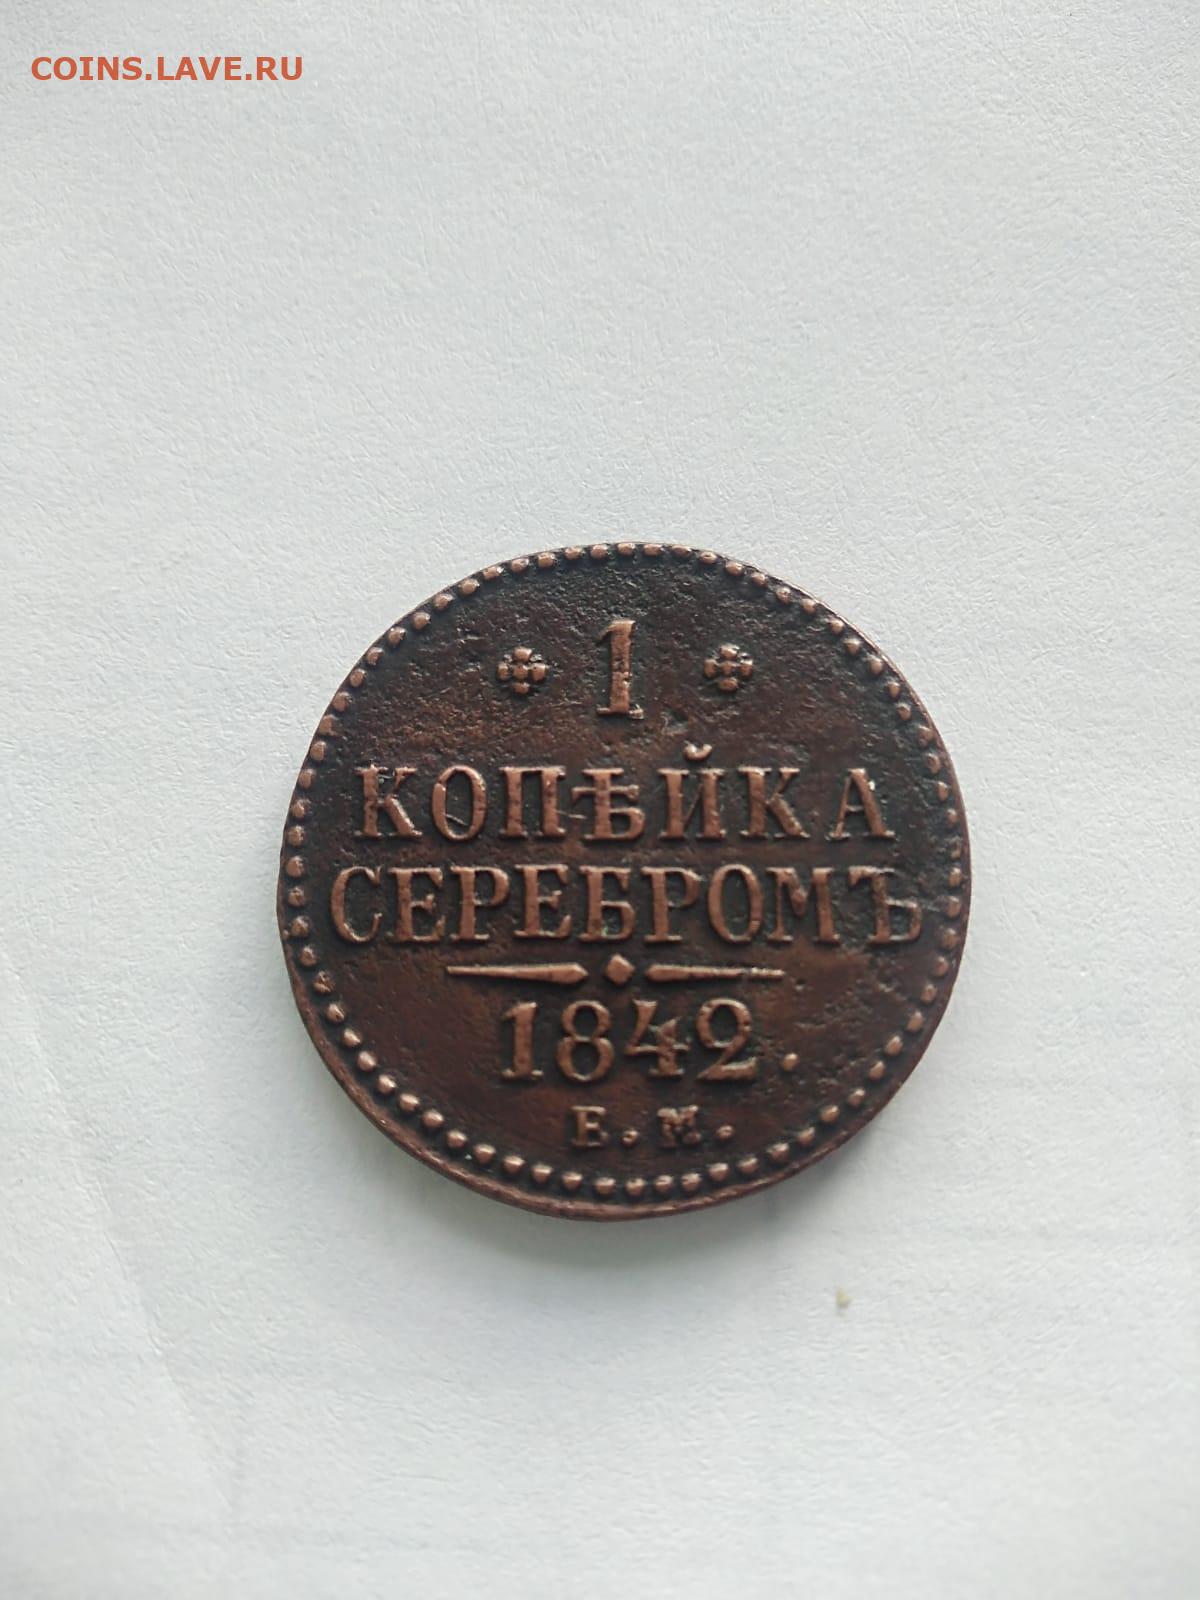 COINS.LAVE.RU
1
КОПѢЙКА
СЕРЕБРОМЪ
1842.
Е. М.